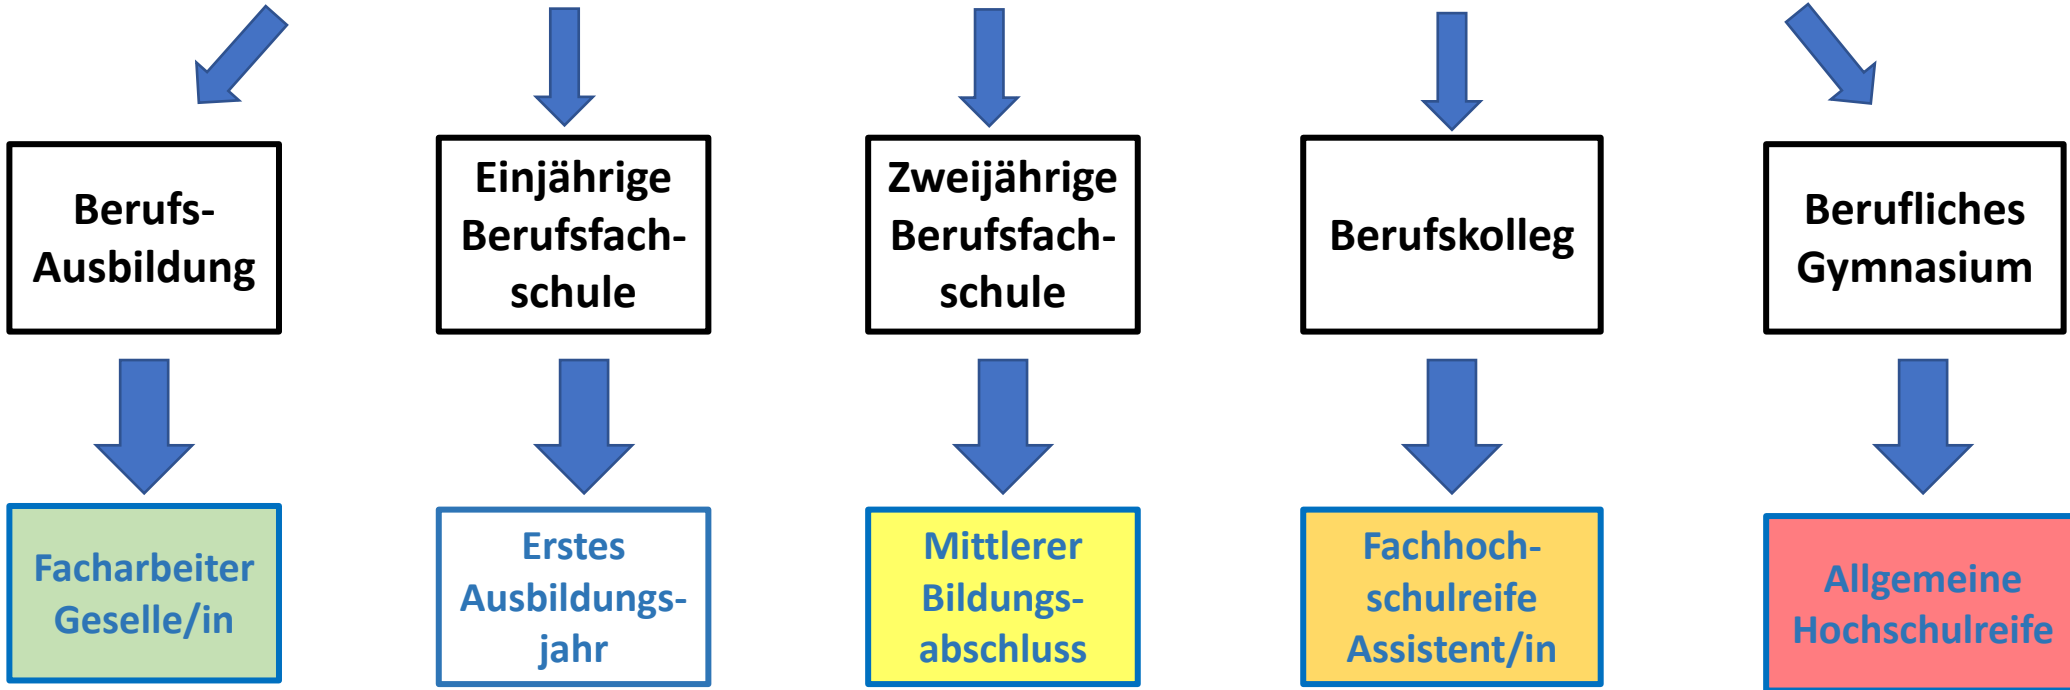 Berufs-
Ausbildung
Einjährige
Berufsfach-
schule
Zweijährige
Berufsfach-
schule
Berufskolleg
Berufliches
Gymnasium
Facharbeiter
Geselle/in
Erstes
Ausbildungs-
jahr
Mittlerer
Bildungs-
abschluss
Fachhoch-
schulreife
Assistent/in
Allgemeine
Hochschulreife